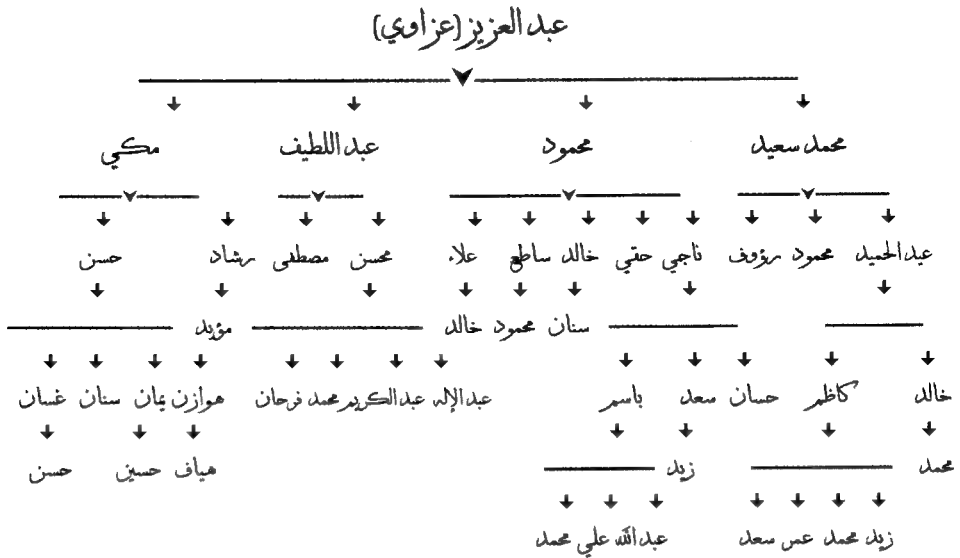 عبد العزيز (عزاوي)
محمد سعيد محمود عبد اللطيف مكي
عبد الحميد محمود رؤوف ناجي حقي خالد ساطع علاء محسن مصطفى رشاد حسن
سنان محمود خالد مؤيد
خالد كاظم حسان سعد باسم عبد الإله عبد الكريم محمد فرحان هوازن يمان سنان غسان
محمد زيد هياف حسين حسن
زيد محمد عمر سعد عبد الله علي محمد